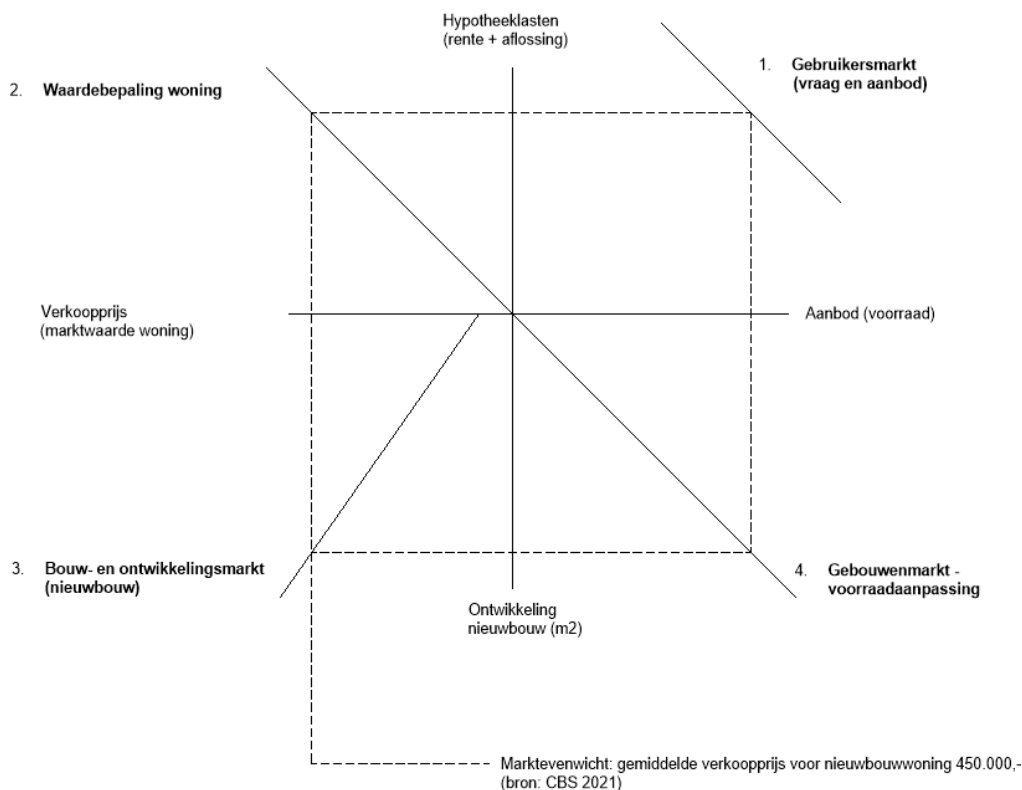 Hypotheeklasten
(rente + aflossing)
1. Gebruikersmarkt
(vraag en aanbod)
2. Waardebepaling woning
Verkoopprijs
(marktwaarde woning)
Aanbod (voorraad)
3. Bouw- en ontwikkelingsmarkt
(nieuwbouw)
4. Gebouwenmarkt -
voorraadaanpassing
Ontwikkeling
nieuwbouw (m2)
Marktevenwicht: gemiddelde verkoopprijs voor nieuwbouwwoning 450.000,-
(bron: CBS 2021)